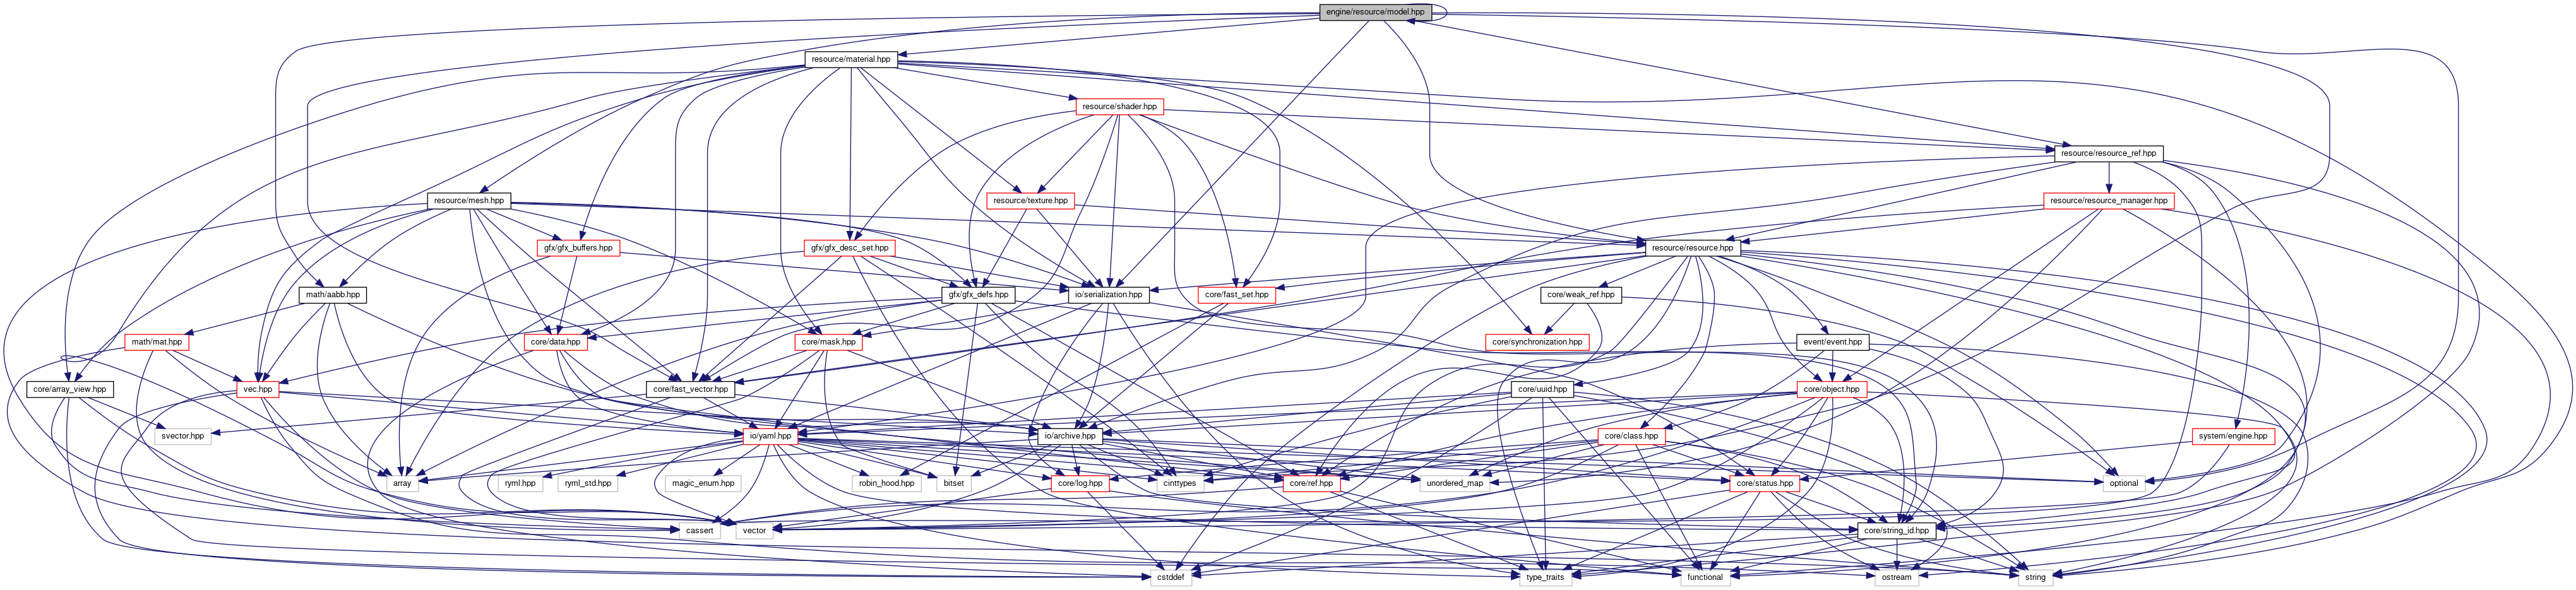 engine/resource/model.hpp
resource/material.hpp
resource/shader.hpp
resource/resource_ref.hpp
resource/mesh.hpp
resource/texture.hpp
resource/resource_manager.hpp
gfx/gfx_buffers.hpp
gfx/gfx_desc_set.hpp
resource/resource.hpp
math/aabb.hpp
gfx/gfx_defs.hpp
io/serialization.hpp
core/fast_set.hpp
core/weak_ref.hpp
math/mat.hpp
core/data.hpp
core/mask.hpp
core/synchronization.hpp
event/event.hpp
core/array_view.hpp
vec.hpp
core/fast_vector.hpp
core/uuid.hpp
core/object.hpp
svector.hpp
io/yaml.hpp
io/archive.hpp
core/class.hpp
system/engine.hpp
array
ryml.hpp
ryml_std.hpp
magic_enum.hpp
robin_hood.hpp
bitset
core/log.hpp
cinttypes
core/ref.hpp
unordered_map
core/status.hpp
optional
cassert
vector
core/string_id.hpp
cstddef
type_traits
functional
ostream
string